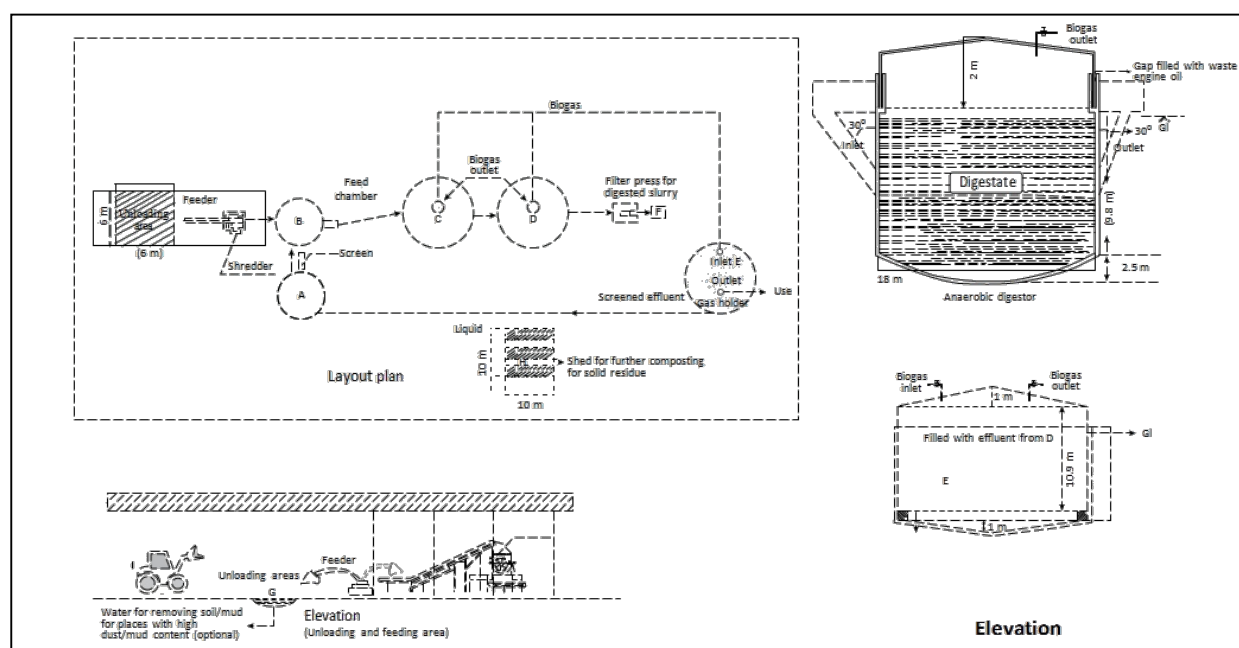 Biogas
Biogas
outlet
Feed
chamber
Filter press for
digested slurry
Feeder
Unloading
area
6 m
(6 m)
Shredder
B
C
D
F
Screen
A
Inlet E
Outlet
Gas holder
Use
Screened effluent
Liquid
H
10 m
10 m
Shed for further composting
for solid residue
Layout plan
Biogas
outlet
2 m
Gap filled with waste
engine oil
30°
Inlet
Gl
30°
Outlet
Digestate
(9.8 m)
2.5 m
18 m
Anaerobic digestor
Biogas
inlet
Biogas
outlet
1 m
Gl
Filled with effluent from D
10.9 m
E
1 m
Elevation
Feeder
Unloading areas
G
Water for removing soil/mud
for places with high
dust/mud content (optional)
Elevation
(Unloading and feeding area)